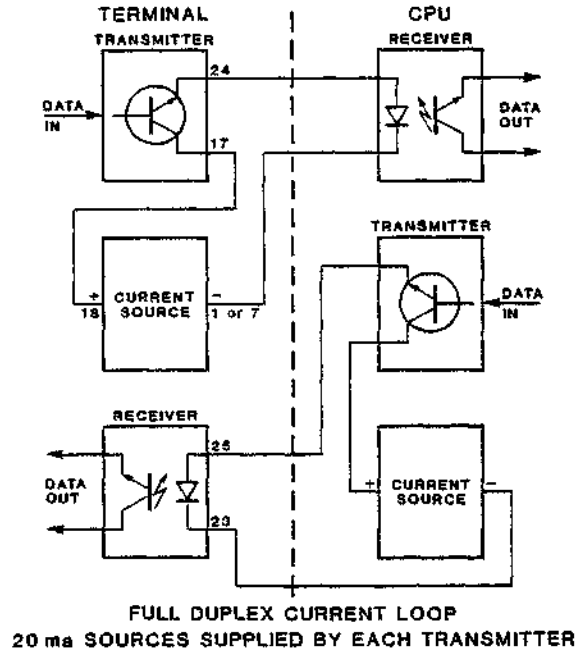 TERMINAL
CPU
TRANSMITTER
RECEIVER
24
DATA
IN
17
DATA
OUT
TRANSMITTER
+
CURRENT
SOURCE
-
18
1 or 7
DATA
IN
RECEIVER
25
DATA
OUT
23
+
CURRENT
SOURCE
-
FULL DUPLEX CURRENT LOOP
20 ma SOURCES SUPPLIED BY EACH TRANSMITTER